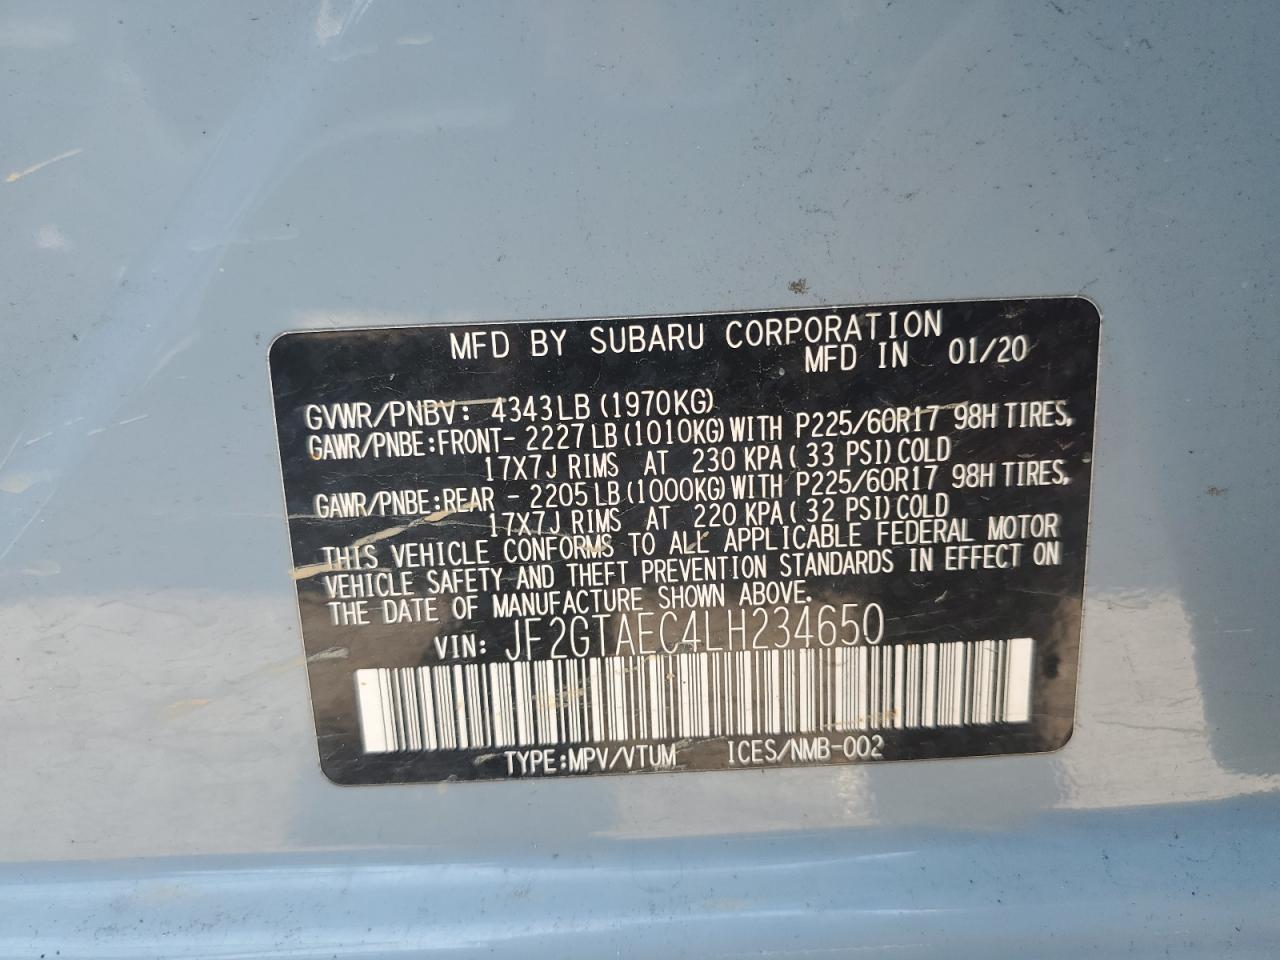 MFD BY SUBARU CORPORATION
MFD IN 01/20
GVWR/PNBV: 4343LB(1970KG)
GAWR/PNBE:FRONT- 2227LB(1010KG)WITH P225/60R17 98H TIRES,
17X7J RIMS AT 230 KPA( 33 PSI)COLD
GAWR/PNBE:REAR - 2205LB(1000KG)WITH P225/60R17 98H TIRES,
17X7J RIMS AT 220 KPA( 32 PSI)COLD
THIS VEHICLE CONFORMS TO ALL APPLICABLE FEDERAL MOTOR
VEHICLE SAFETY AND THEFT PREVENTION STANDARDS IN EFFECT ON
THE DATE OF MANUFACTURE SHOWN ABOVE.
VIN: JF2GTAEC4LH234650
TYPE:MPV/VTUM ICES/NMB-002